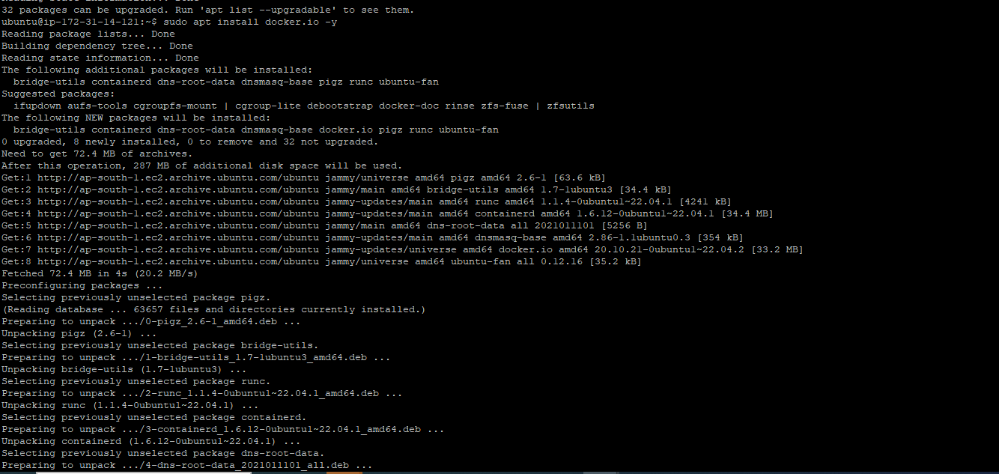 32 packages can be upgraded. Run 'apt list --upgradable' to see them.
ubuntu@ip-172-31-14-121:~$ sudo apt install docker.io -y
Reading package lists... Done
Building dependency tree... Done
Reading state information... Done
The following additional packages will be installed:
  bridge-utils containerd dns-root-data dnsmasq-base pigz runc ubuntu-fan
Suggested packages:
  ifupdown aufs-tools cgroupfs-mount | cgroup-lite debootstrap docker-doc rinse zfs-fuse | zfsutils
The following NEW packages will be installed:
  bridge-utils containerd dns-root-data dnsmasq-base docker.io pigz runc ubuntu-fan
0 upgraded, 8 newly installed, 0 to remove and 32 not upgraded.
Need to get 72.4 MB of archives.
After this operation, 287 MB of additional disk space will be used.
Get:1 http://ap-south-1.ec2.archive.ubuntu.com/ubuntu jammy/universe amd64 pigz amd64 2.6-1 [63.6 kB]
Get:2 http://ap-south-1.ec2.archive.ubuntu.com/ubuntu jammy/main amd64 bridge-utils amd64 1.7-1ubuntu3 [34.4 kB]
Get:3 http://ap-south-1.ec2.archive.ubuntu.com/ubuntu jammy-updates/main amd64 runc amd64 1.1.4-0ubuntu1~22.04.1 [4241 kB]
Get:4 http://ap-south-1.ec2.archive.ubuntu.com/ubuntu jammy-updates/main amd64 containerd amd64 1.6.12-0ubuntu1~22.04.1 [34.4 MB]
Get:5 http://ap-south-1.ec2.archive.ubuntu.com/ubuntu jammy/main amd64 dns-root-data all 2021011101 [5256 B]
Get:6 http://ap-south-1.ec2.archive.ubuntu.com/ubuntu jammy-updates/main amd64 dnsmasq-base amd64 2.86-1.1ubuntu0.3 [354 kB]
Get:7 http://ap-south-1.ec2.archive.ubuntu.com/ubuntu jammy-updates/universe amd64 docker.io amd64 20.10.21-0ubuntu1~22.04.2 [33.2 MB]
Get:8 http://ap-south-1.ec2.archive.ubuntu.com/ubuntu jammy/universe amd64 ubuntu-fan all 0.12.16 [35.2 kB]
Fetched 72.4 MB in 4s (20.2 MB/s)
Preconfiguring packages ...
Selecting previously unselected package pigz.
(Reading database ... 63657 files and directories currently installed.)
Preparing to unpack .../0-pigz_2.6-1_amd64.deb ...
Unpacking pigz (2.6-1) ...
Selecting previously unselected package bridge-utils.
Preparing to unpack .../1-bridge-utils_1.7-1ubuntu3_amd64.deb ...
Unpacking bridge-utils (1.7-1ubuntu3) ...
Selecting previously unselected package runc.
Preparing to unpack .../2-runc_1.1.4-0ubuntu1~22.04.1_amd64.deb ...
Unpacking runc (1.1.4-0ubuntu1~22.04.1) ...
Selecting previously unselected package containerd.
Preparing to unpack .../3-containerd_1.6.12-0ubuntu1~22.04.1_amd64.deb ...
Unpacking containerd (1.6.12-0ubuntu1~22.04.1) ...
Selecting previously unselected package dns-root-data.
Preparing to unpack .../4-dns-root-data_2021011101_all.deb ...